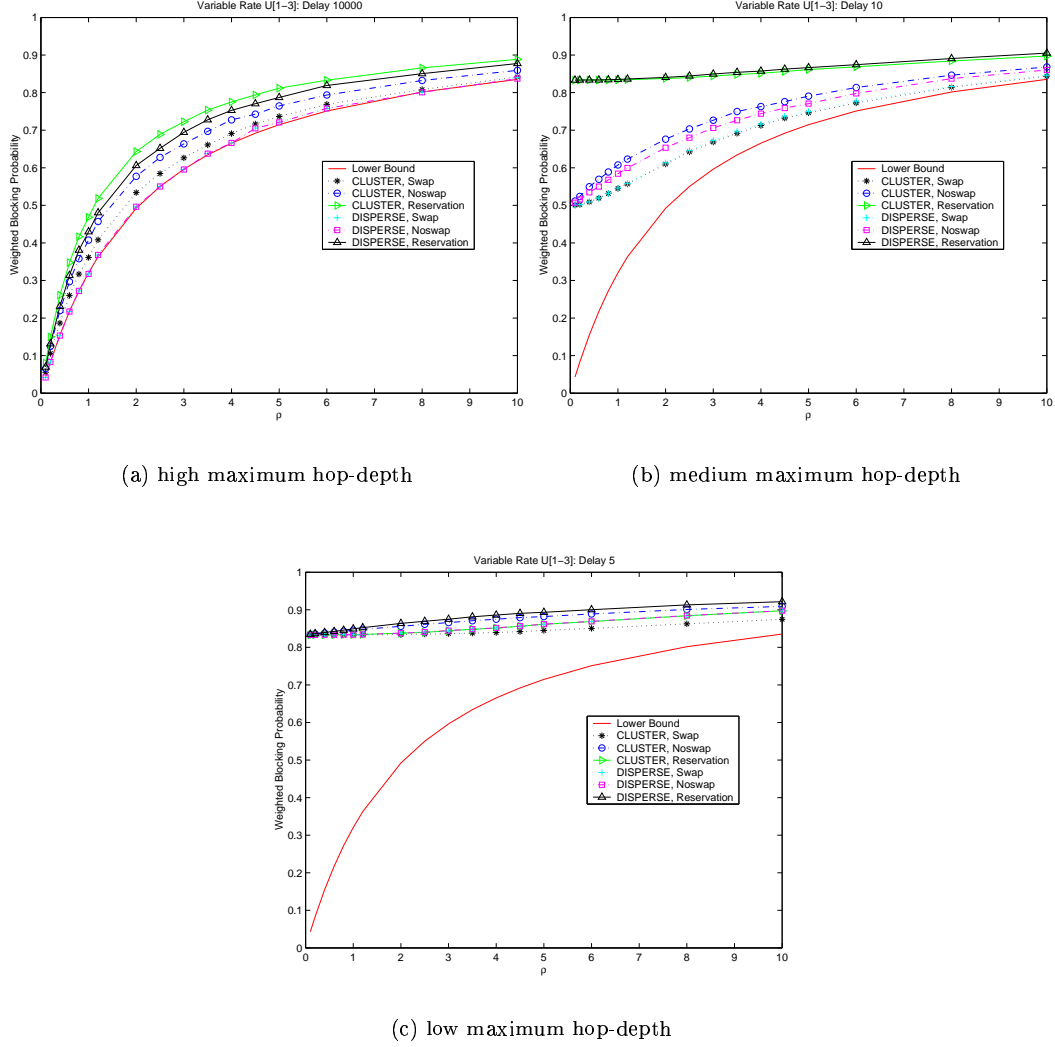 Variable Rate U[1−3]: Delay 10000
1
0.9
0.8
0.7
0.6
0.5
0.4
0.3
0.2
0.1
0
Weighted Blocking Probability
Lower Bound
CLUSTER, Swap
CLUSTER, Noswap
CLUSTER, Reservation
DISPERSE, Swap
DISPERSE, Noswap
DISPERSE, Reservation
0 1 2 3 4 5 6 7 8 9 10
ρ
(a) high maximum hop-depth
Variable Rate U[1−3]: Delay 10
1
0.9
0.8
0.7
0.6
0.5
0.4
0.3
0.2
0.1
0
Weighted Blocking Probability
Lower Bound
CLUSTER, Swap
CLUSTER, Noswap
CLUSTER, Reservation
DISPERSE, Swap
DISPERSE, Noswap
DISPERSE, Reservation
0 1 2 3 4 5 6 7 8 9 10
ρ
(b) medium maximum hop-depth
Variable Rate U[1−3]: Delay 5
1
0.9
0.8
0.7
0.6
0.5
0.4
0.3
0.2
0.1
0
Weighted Blocking Probability
Lower Bound
CLUSTER, Swap
CLUSTER, Noswap
CLUSTER, Reservation
DISPERSE, Swap
DISPERSE, Noswap
DISPERSE, Reservation
0 1 2 3 4 5 6 7 8 9 10
ρ
(c) low maximum hop-depth